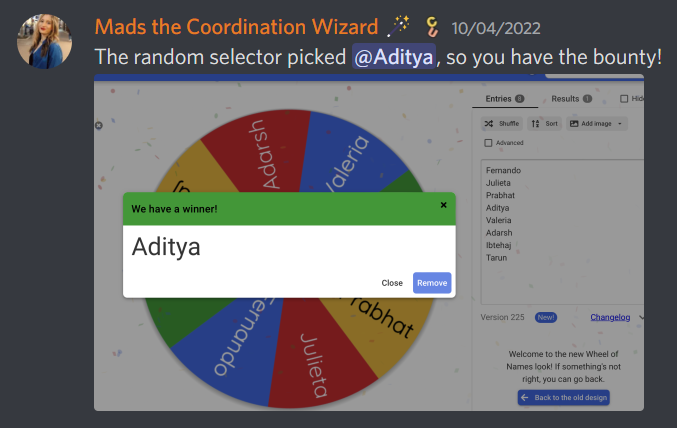 Mads the Coordination Wizard 10/04/2022
The random selector picked @Aditya, so you have the bounty!
Entries 8 Results 1 Hide
Shuffle Sort Add image
Advanced
Adarsh
Valeria
We have a winner!
Aditya
Close Remove
Prabhat
Julieta
Fernando
Fernando
Julieta
Prabhat
Aditya
Valeria
Adarsh
Ibtehaj
Tarun
Version 225 New! Changelog
Welcome to the new Wheel of
Names look! If something's not
right, you can go back.
Back to the old design